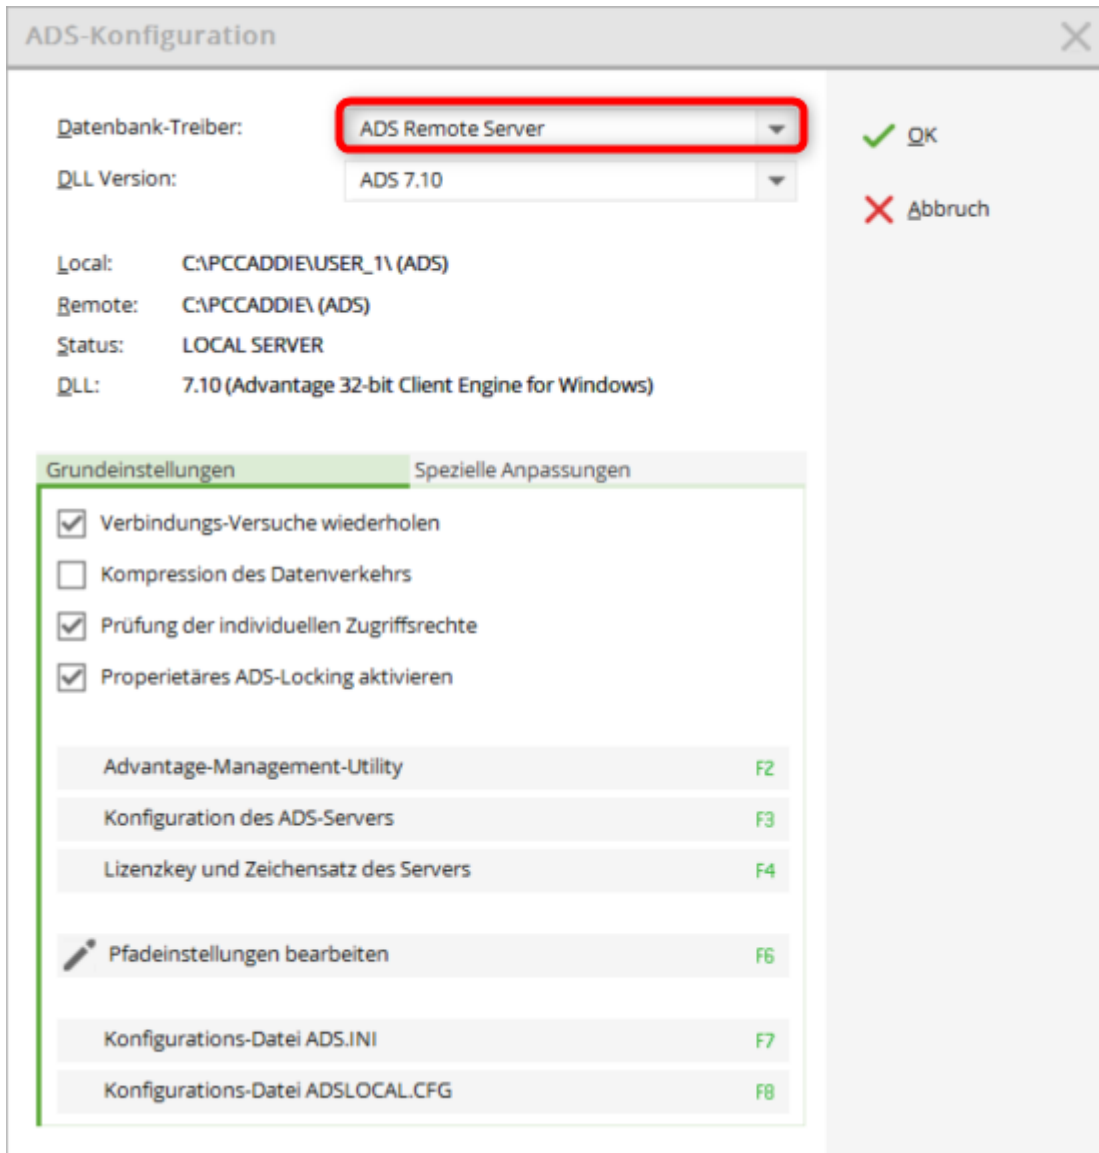 ADS-Konfiguration
Datenbank-Treiber: ADS Remote Server
OK
DLL Version: ADS 7.10
Abbruch
Local: C:\PCCADDIE\USER_1\ (ADS)
Remote: C:\PCCADDIE\ (ADS)
Status: LOCAL SERVER
DLL: 7.10 (Advantage 32-bit Client Engine for Windows)
Grundeinstellungen Spezielle Anpassungen
Verbindungs-Versuche wiederholen
Kompression des Datenverkehrs
Prüfung der individuellen Zugriffsrechte
Properietäres ADS-Locking aktivieren
Advantage-Management-Utility F2
Konfiguration des ADS-Servers F3
Lizenzkey und Zeichensatz des Servers F4
Pfadeinstellungen bearbeiten F6
Konfigurations-Datei ADS.INI F7
Konfigurations-Datei ADSLOCAL.CFG F8